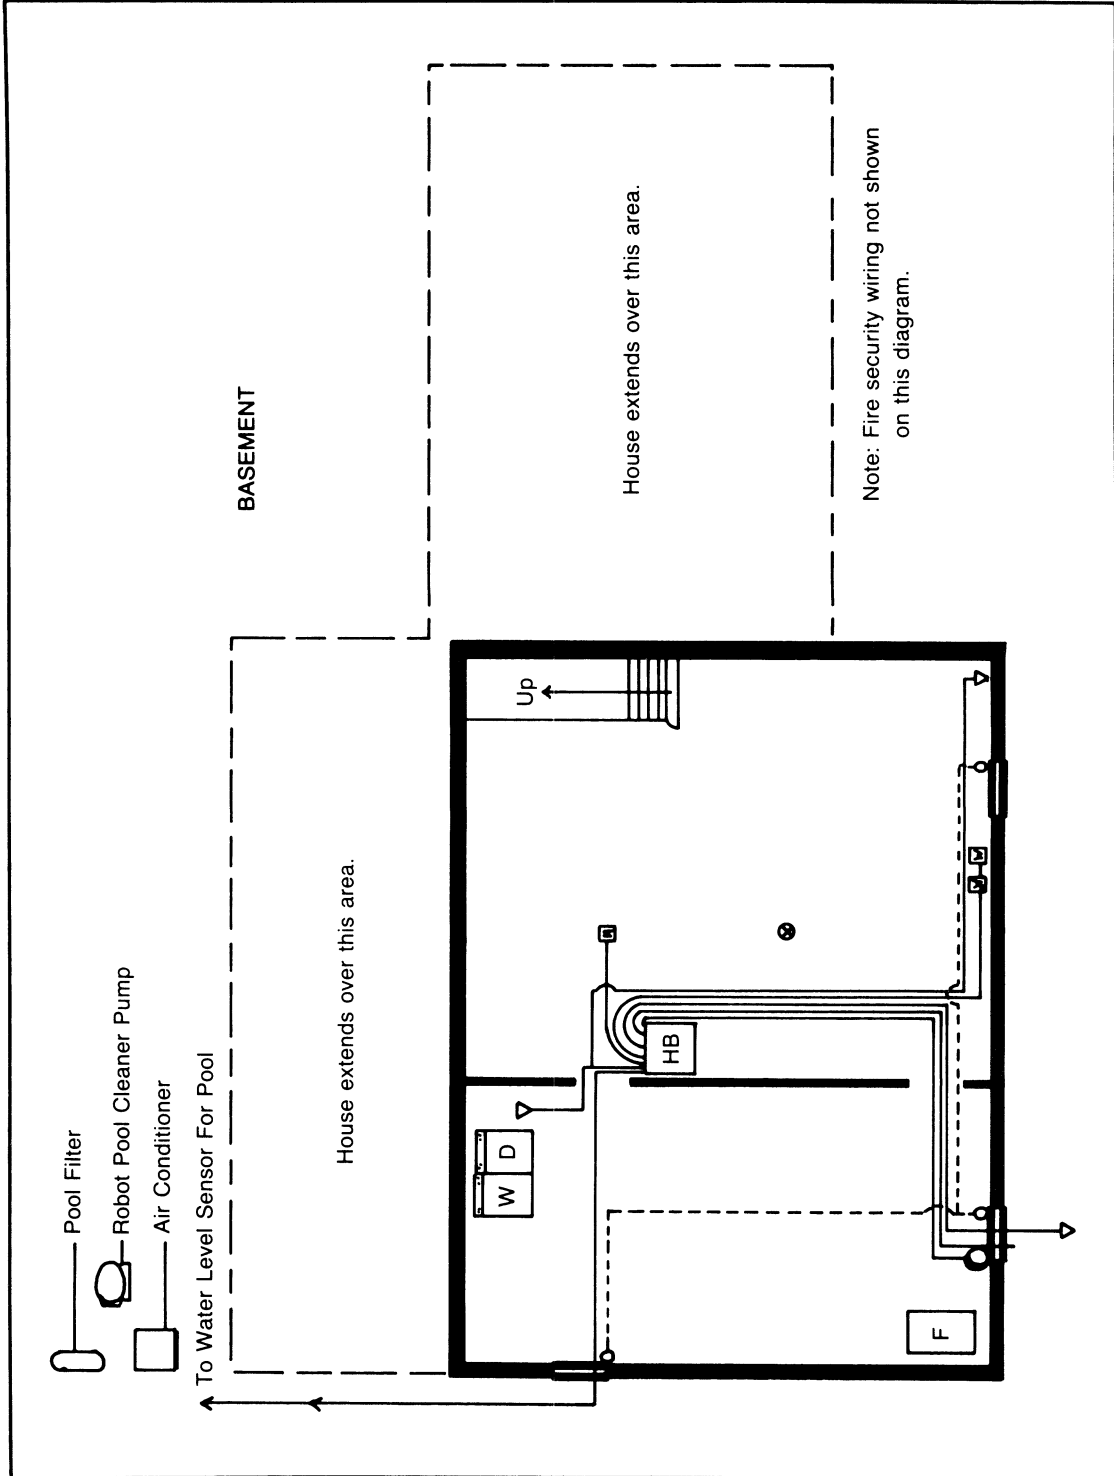 Pool Filter
Robot Pool Cleaner Pump
Air Conditioner
To Water Level Sensor For Pool
BASEMENT
House extends over this area.
House extends over this area.
Note: Fire security wiring not shown
on this diagram.
Up
W
D
HB
F